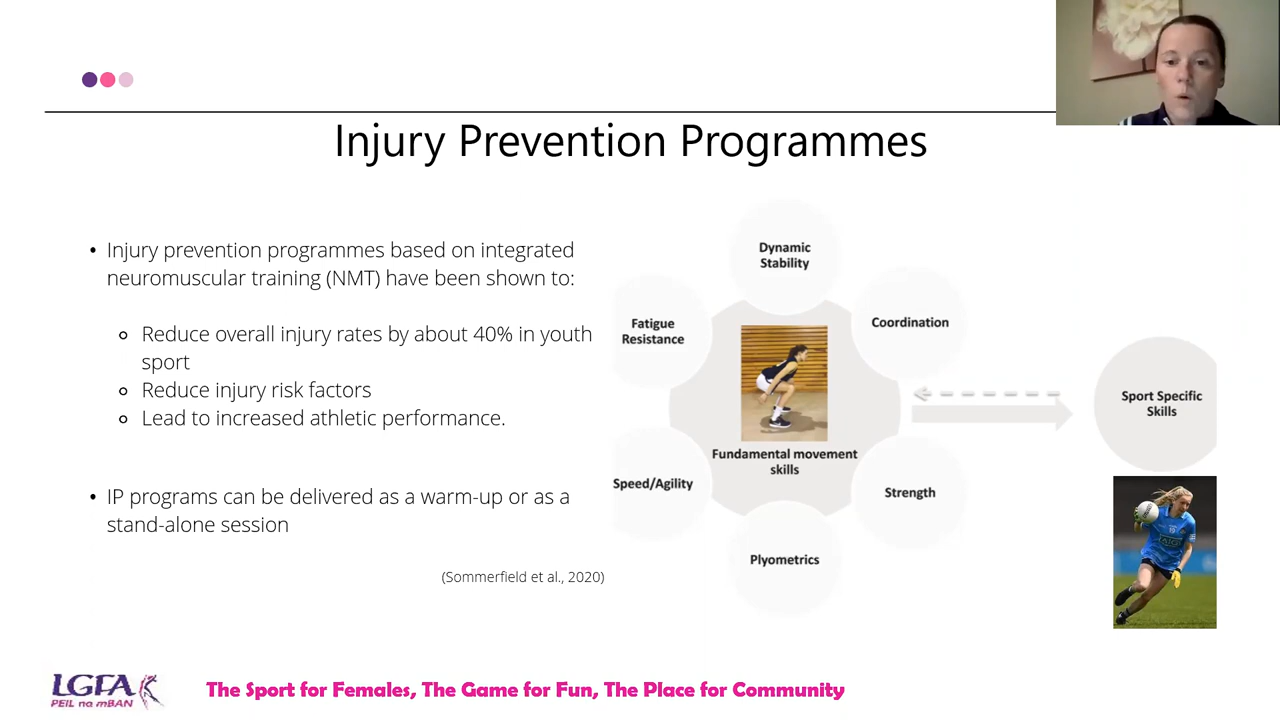 Injury Prevention Programmes
• Injury prevention programmes based on integrated
neuromuscular training (NMT) have been shown to:
Reduce overall injury rates by about 40% in youth
sport
Reduce injury risk factors
Lead to increased athletic performance.
• IP programs can be delivered as a warm-up or as a
stand-alone session
(Sommerfield et al., 2020)
Dynamic
Stability
Fatigue
Resistance
Coordination
Fundamental movement
skills
Speed/Agility
Strength
Plyometrics
Sport Specific
Skills
AIG
LGFA
PEIL na mBAN
The Sport for Females, The Game for Fun, The Place for Community